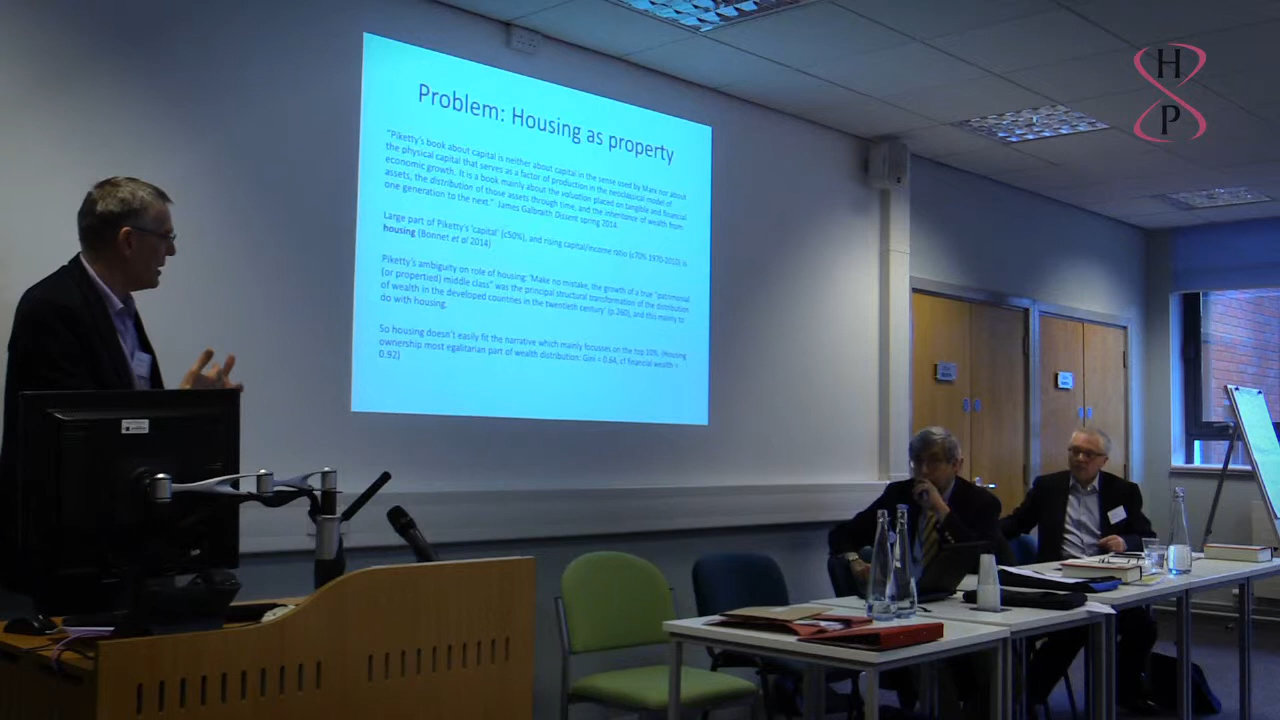 H
P
Problem: Housing as property
"Piketty's book about capital is neither about capital in the sense used by Marx nor about
the physical capital that serves as a factor of production in the neoclassical model of
economic growth. It is a book mainly about the valuation placed on tangible and financial
assets, the distribution of those assets through time, and the inheritance of wealth from
one generation to the next." James Galbraith Dissent spring 2014.
Large part of Piketty's 'capital' (c50%), and rising capital/income ratio (c70% 1970-2010) is
housing (Bonnet et al 2014)
Piketty's ambiguity on role of housing; 'Make no mistake, the growth of a true "patrimonial
(or propertied) middle class" was the principal structural transformation of the distribution
of wealth in the developed countries in the twentieth century' (p.260), and this mainly to
do with housing.
So housing doesn't easily fit the narrative which mainly focusses on the top 10%. (Housing
ownership most egalitarian part of wealth distribution: Gini = 0.64, cf financial wealth =
0.92)